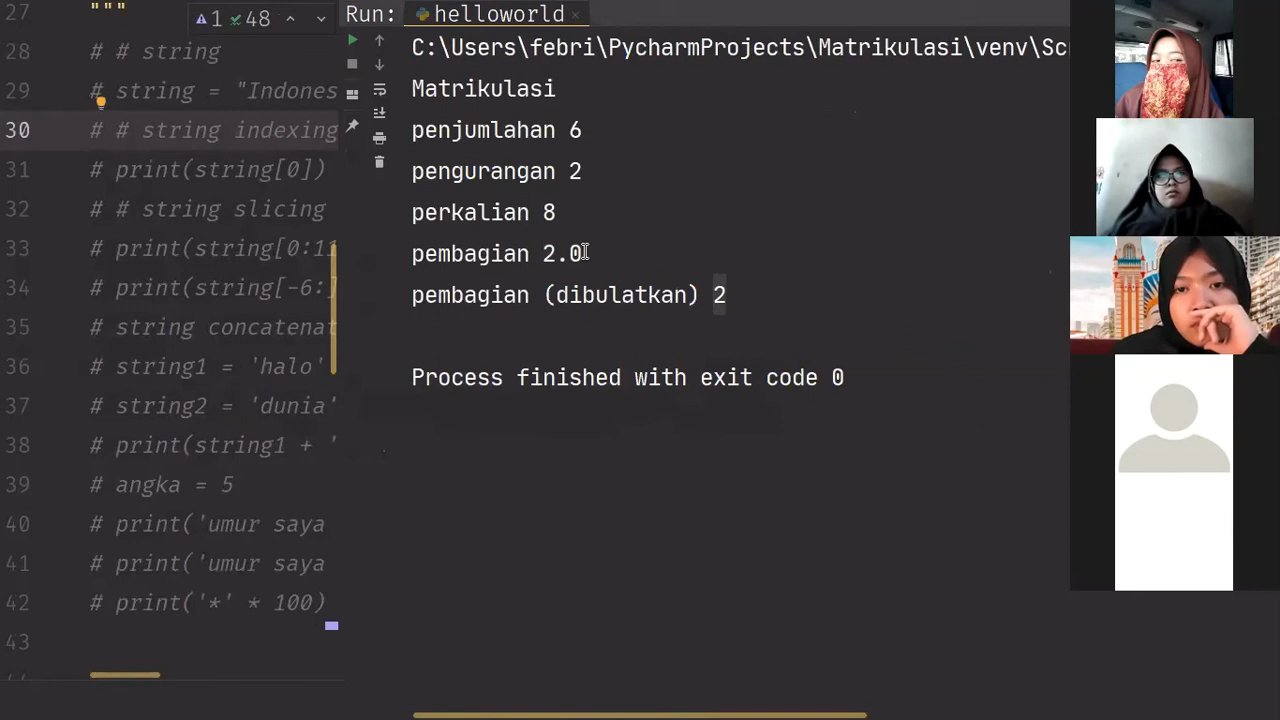 27 """
1 48
28 # # string
29 # string = "Indones
30 # # string indexing
31 # print(string[0])
32 # # string slicing
33 # print(string[0:11
34 # print(string[-6:]
35 # string concatenat
36 # string1 = 'halo'
37 # string2 = 'dunia'
38 # print(string1 + '
39 # angka = 5
40 # print('umur saya
41 # print('umur saya
42 # print('*' * 100)
43
Run: helloworld
C:\Users\febri\PycharmProjects\Matrikulasi\venv\Sc
Matrikulasi
penjumlahan 6
pengurangan 2
perkalian 8
pembagian 2.0
pembagian (dibulatkan) 2
Process finished with exit code 0